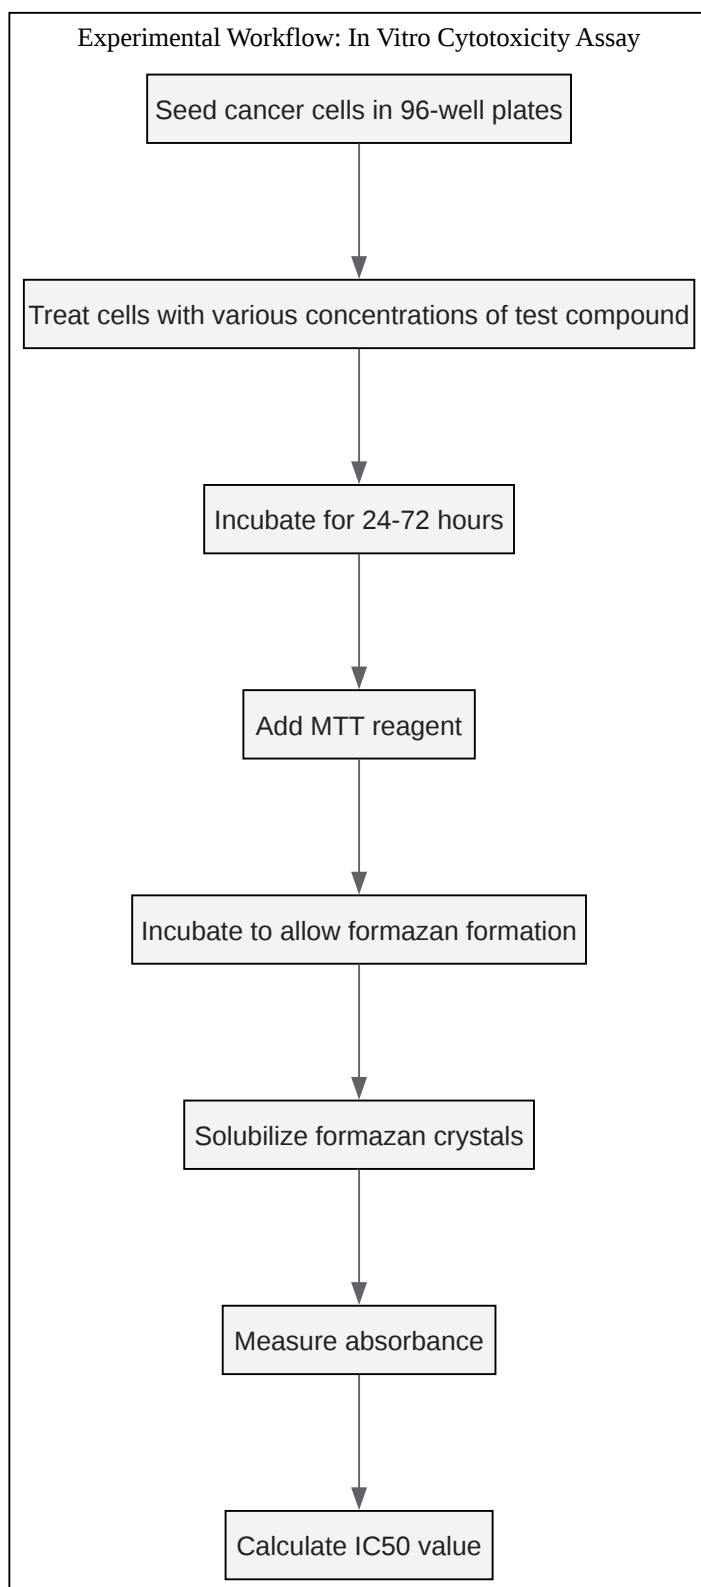 Experimental Workflow: In Vitro Cytotoxicity Assay
Seed cancer cells in 96-well plates
Treat cells with various concentrations of test compound
Incubate for 24-72 hours
Add MTT reagent
Incubate to allow formazan formation
Solubilize formazan crystals
Measure absorbance
Calculate IC50 value